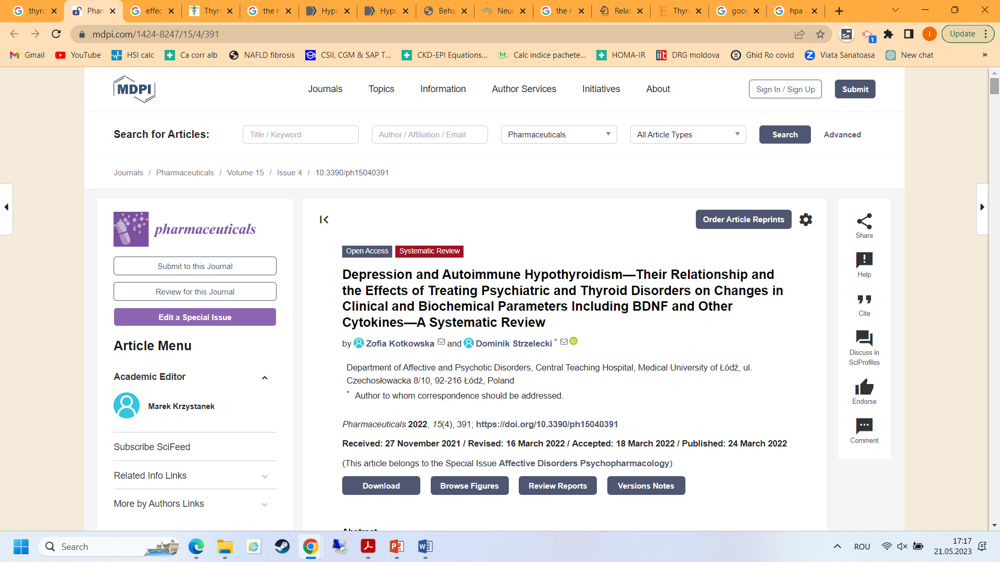 thyro
Phar
effec
Thyro
the r
Hypo
Hypo
Beha
Neur
the r
Relat
Thyro
goog
hpa
mdpi.com/1424-8247/15/4/391
Update
Gmail
YouTube
HSI calc
Ca corr alb
NAFLD fibrosis
CSII, CGM & SAP T...
CKD-EPI Equations...
Calc indice pachete...
HOMA-IR
DRG moldova
Ghid Ro covid
Viata Sanatoasa
New chat
»
MDPI
Journals
Topics
Information
Author Services
Initiatives
About
Sign In / Sign Up
Submit
Search for Articles:
Title / Keyword
Author / Affiliation / Email
Pharmaceuticals
All Article Types
Search
Advanced
Journals / Pharmaceuticals / Volume 15 / Issue 4 / 10.3390/ph15040391
pharmaceuticals
Submit to this Journal
Review for this Journal
Edit a Special Issue
Article Menu
Academic Editor
Marek Krzystanek
Subscribe SciFeed
Related Info Links
More by Authors Links
Order Article Reprints
Open Access
Systematic Review
Depression and Autoimmune Hypothyroidism—Their Relationship and
the Effects of Treating Psychiatric and Thyroid Disorders on Changes in
Clinical and Biochemical Parameters Including BDNF and Other
Cytokines—A Systematic Review
by Zofia Kotkowska and Dominik Strzelecki *
Department of Affective and Psychotic Disorders, Central Teaching Hospital, Medical University of Łódź, ul.
Czechosłowacka 8/10, 92-216 Łódź, Poland
* Author to whom correspondence should be addressed.
Pharmaceuticals 2022, 15(4), 391; https://doi.org/10.3390/ph15040391
Received: 27 November 2021 / Revised: 16 March 2022 / Accepted: 18 March 2022 / Published: 24 March 2022
(This article belongs to the Special Issue Affective Disorders Psychopharmacology)
Download
Browse Figures
Review Reports
Versions Notes
Abstract
Share
Help
Cite
Discuss in
SciProfiles
Endorse
Comment
Search
ROU
17:17
21.05.2023